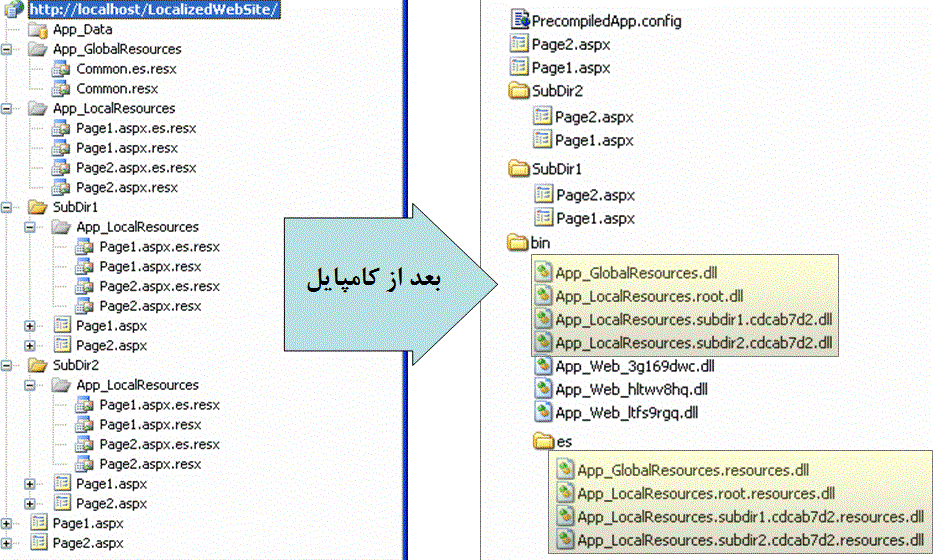 http://localhost/LocalizedWebSite/
App_Data
App_GlobalResources
Common.es.resx
Common.resx
App_LocalResources
Page1.aspx.es.resx
Page1.aspx.resx
Page2.aspx.es.resx
Page2.aspx.resx
SubDir1
App_LocalResources
Page1.aspx.es.resx
Page1.aspx.resx
Page2.aspx.es.resx
Page2.aspx.resx
Page1.aspx
Page2.aspx
SubDir2
App_LocalResources
Page1.aspx.es.resx
Page1.aspx.resx
Page2.aspx.es.resx
Page2.aspx.resx
Page1.aspx
Page2.aspx
Page1.aspx
Page2.aspx
بعد از کامپایل
PrecompiledApp.config
Page2.aspx
Page1.aspx
SubDir2
Page2.aspx
Page1.aspx
SubDir1
Page2.aspx
Page1.aspx
bin
App_GlobalResources.dll
App_LocalResources.root.dll
App_LocalResources.subdir1.cdcab7d2.dll
App_LocalResources.subdir2.cdcab7d2.dll
App_Web_3g169dwc.dll
App_Web_hltwv8hq.dll
App_Web_ltfs9rgq.dll
es
App_GlobalResources.resources.dll
App_LocalResources.root.resources.dll
App_LocalResources.subdir1.cdcab7d2.resources.dll
App_LocalResources.subdir2.cdcab7d2.resources.dll